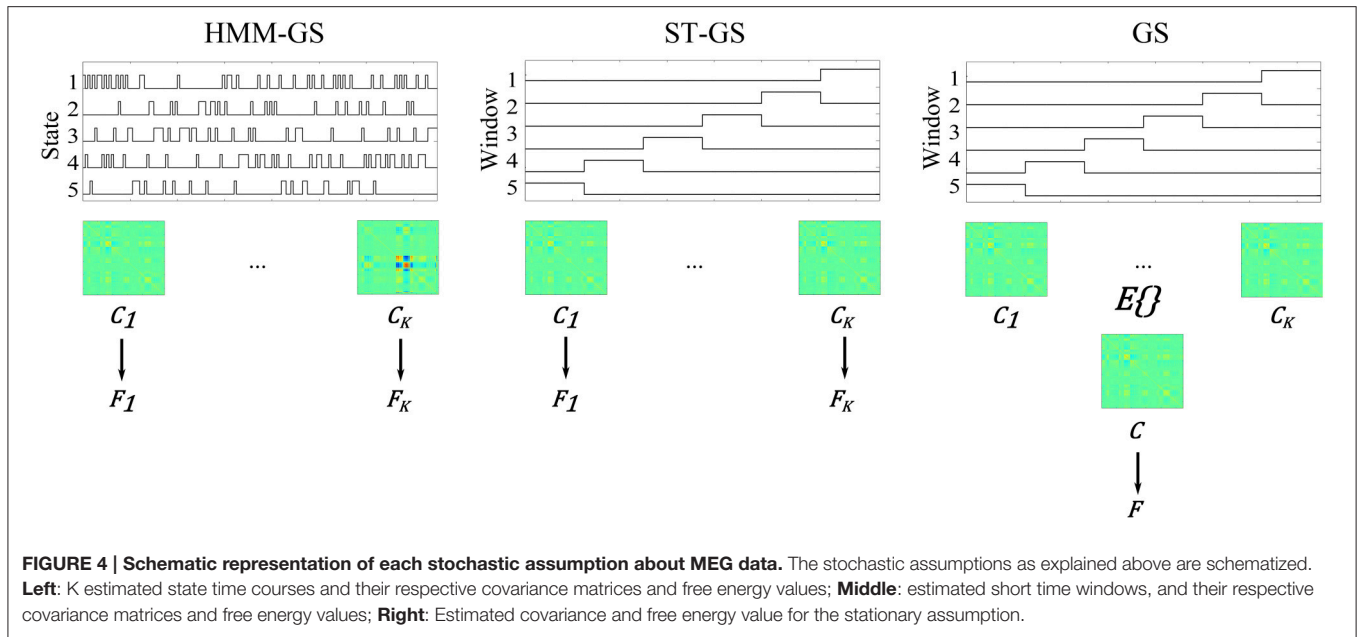 HMM-GS
State
1
2
3
4
5
...
C1
CK
F1
FK
ST-GS
Window
1
2
3
4
5
...
C1
CK
F1
FK
GS
Window
1
2
3
4
5
...
C1
E{}
CK
C
F
FIGURE 4 | Schematic representation of each stochastic assumption about MEG data. The stochastic assumptions as explained above are schematized.
Left: K estimated state time courses and their respective covariance matrices and free energy values; Middle: estimated short time windows, and their respective
covariance matrices and free energy values; Right: Estimated covariance and free energy value for the stationary assumption.